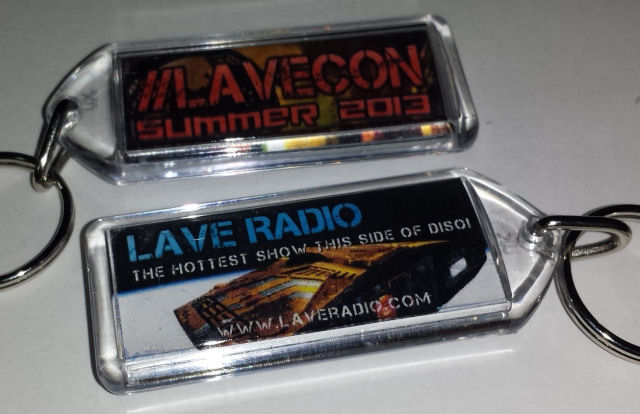 //LAVECON
SUMMER 2013
LAVE RADIO
THE HOTTEST SHOW THIS SIDE OF DISO!
WWW.LAVERADIO.COM